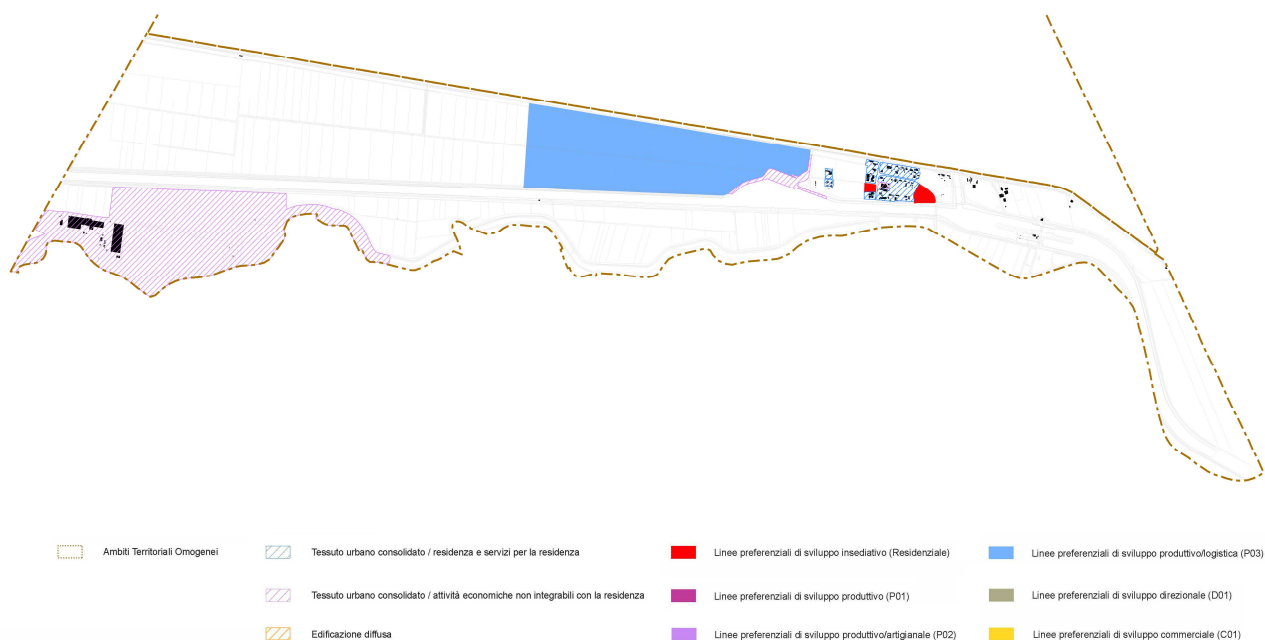 Ambiti Territoriali Omogenei
Tessuto urbano consolidato / residenza e servizi per la residenza
Linee preferenziali di sviluppo insediativo (Residenziale)
Linee preferenziali di sviluppo produttivo/logistica (P03)
Tessuto urbano consolidato / attività economiche non integrabili con la residenza
Linee preferenziali di sviluppo produttivo (P01)
Linee preferenziali di sviluppo direzionale (D01)
Edificazione diffusa
Linee preferenziali di sviluppo produttivo/artigianale (P02)
Linee preferenziali di sviluppo commerciale (C01)